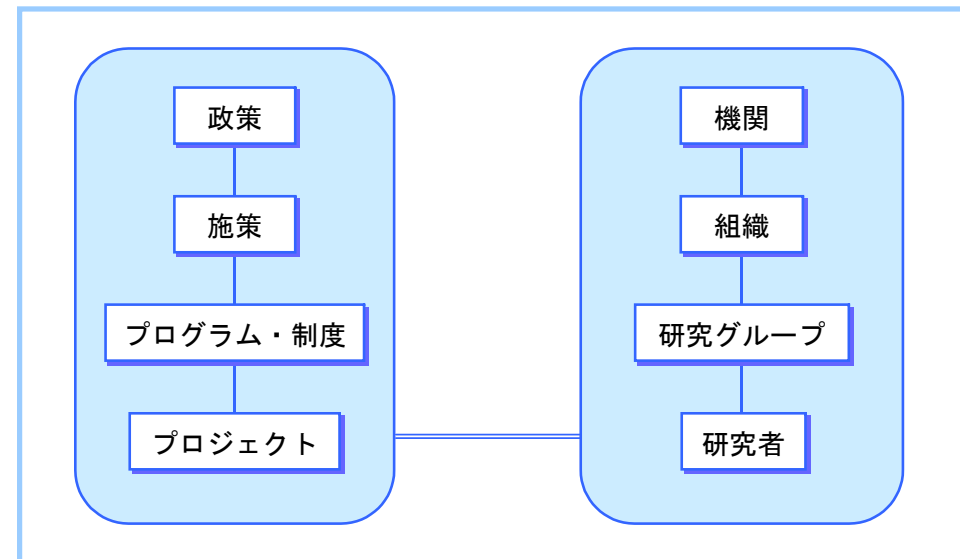 政策
施策
プログラム・制度
プロジェクト
機関
組織
研究グループ
研究者